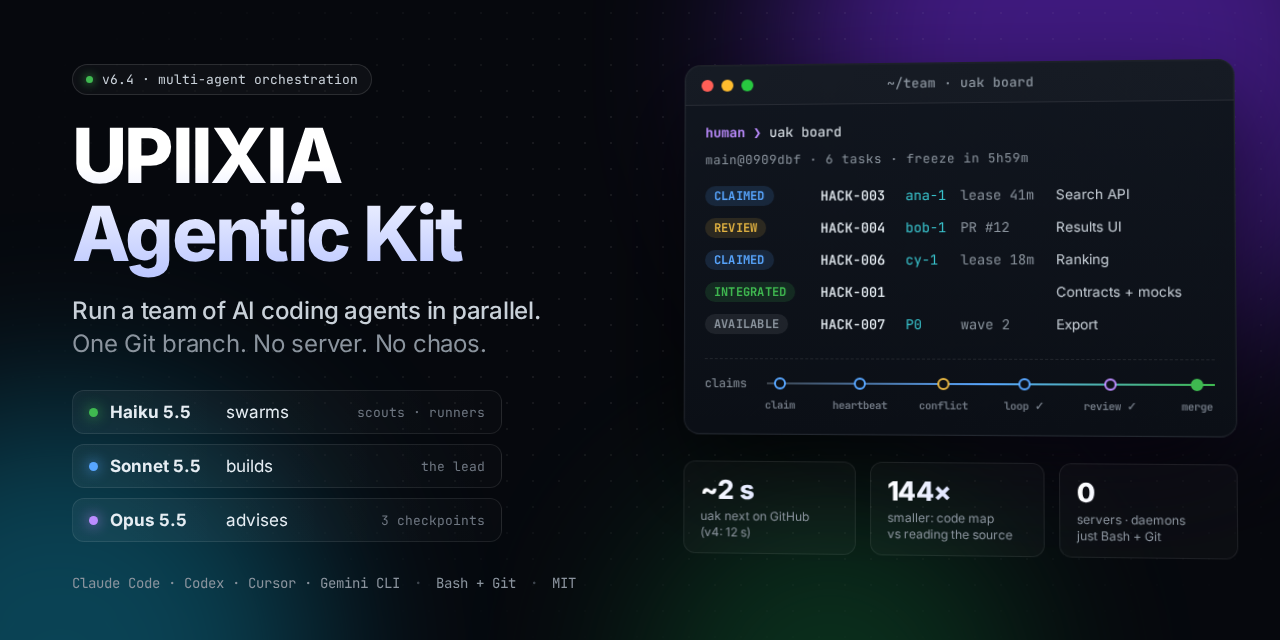 v6.4 · multi-agent orchestration
UPIIXIA
Agentic Kit
Run a team of AI coding agents in parallel.
One Git branch. No server. No chaos.
Haiku 5.5 swarms scouts · runners
Sonnet 5.5 builds the lead
Opus 5.5 advises 3 checkpoints
Claude Code · Codex · Cursor · Gemini CLI · Bash + Git · MIT
~/team · uak board
human ❯ uak board
main@0909dbf · 6 tasks · freeze in 5h59m
CLAIMED HACK-003 ana-1 lease 41m Search API
REVIEW HACK-004 bob-1 PR #12 Results UI
CLAIMED HACK-006 cy-1 lease 18m Ranking
INTEGRATED HACK-001 Contracts + mocks
AVAILABLE HACK-007 P0 wave 2 Export
claims
claim heartbeat conflict loop ✓ review ✓ merge
~2 s
uak next on GitHub
(v4: 12 s)
144×
smaller: code map
vs reading the source
0
servers · daemons
just Bash + Git